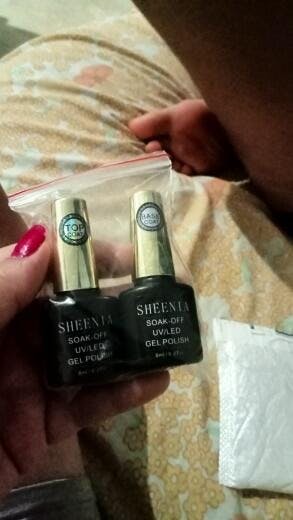 TOP
COAT
SHEENIA
SOAK-OFF
UV/LED
GEL POLISH
BASE
COAT
SHEENIA
SOAK-OFF
UV/LED
GEL POLISH